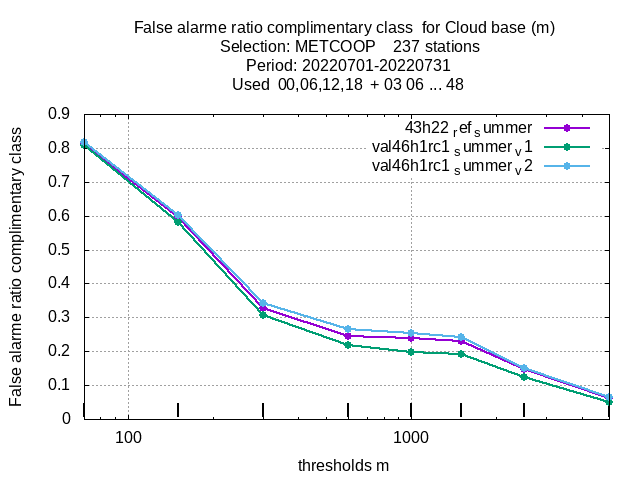 False alarme ratio complimentary class  for Cloud base (m)
Selection: METCOOP    237 stations
Period: 20220701-20220731
Used  00,06,12,18  + 03 06 ... 48
False alarme ratio complimentary class
0.9
0.8
0.7
0.6
0.5
0.4
0.3
0.2
0.1
0
43h22 ref summer
val46h1rc1 summer v1
val46h1rc1 summer v2
100
1000
thresholds m